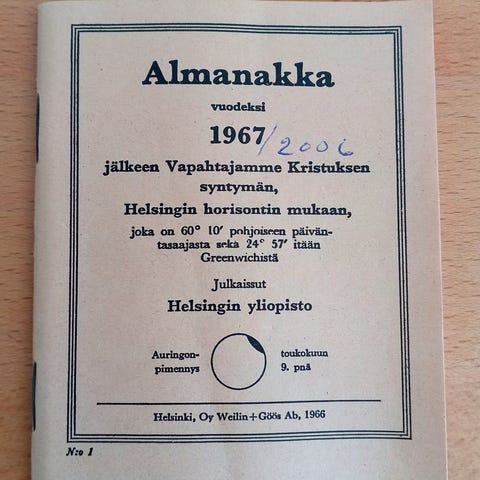 Almanakka
vuodeksi
1967/2006
jälkeen Vapahtajamme Kristuksen
syntymän,
Helsingin horisontin mukaan,
joka on 60° 10′ pohjoiseen päivän-
tasaajasta sekä 24° 57′ itään
Greenwichistä
Julkaissut
Helsingin yliopisto
Auringon- toukokuun
pimennys 9. pnä
Helsinki, Oy Weilin+Göös Ab, 1966
N:o 1